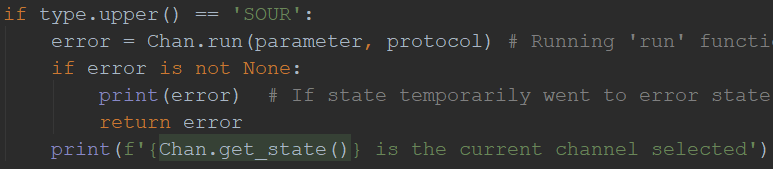 if type.upper() == 'SOUR':
    error = Chan.run(parameter, protocol) # Running 'run'
    if error is not None:
        print(error)  # If state temporarily went to error state
        return error
    print(f'{Chan.get_state()} is the current channel selected')